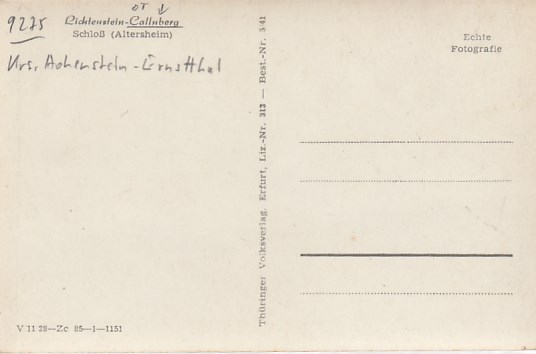 9275
OT
Lichtenstein-Callnberg
Schloß (Altersheim)
Krs. Hohenstein-Ernstthal
Thüringer Volksverlag, Erfurt, Liz.-Nr. 313 — Best.-Nr. 541
Echte
Fotografie
V 11 28—Zc 85—1—1151